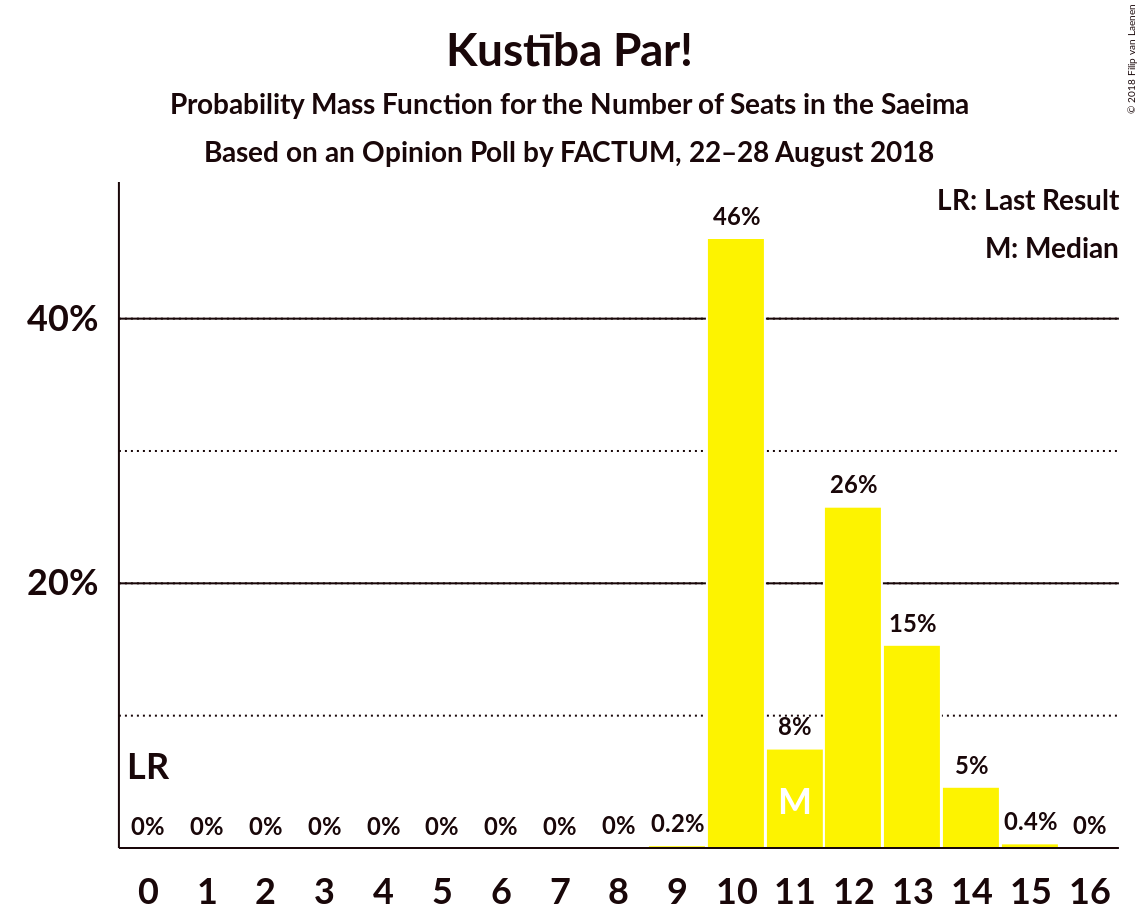 Kustība Par!
Probability Mass Function for the Number of Seats in the Saeima
Based on an Opinion Poll by FACTUM, 22–28 August 2018
© 2018 Filip van Laenen
LR: Last Result
M: Median
40%
20%
LR
M
0% 0% 0% 0% 0% 0% 0% 0% 0% 0.2% 46% 8% 26% 15% 5% 0.4% 0%
0 1 2 3 4 5 6 7 8 9 10 11 12 13 14 15 16